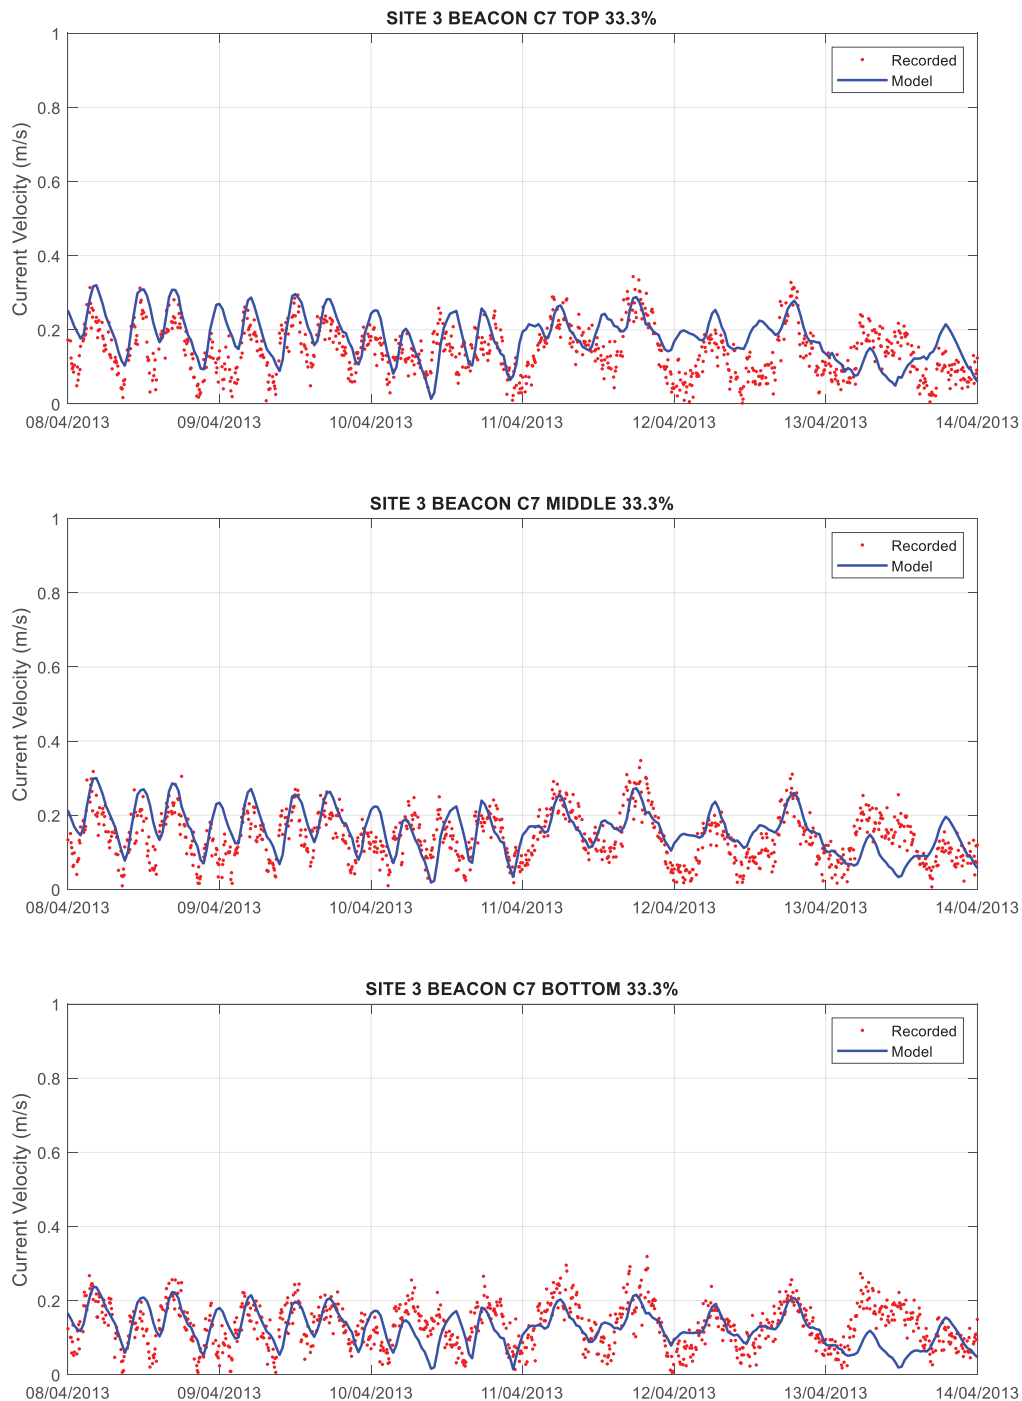 SITE 3 BEACON C7 TOP 33.3%
1
0.8
0.6
0.4
0.2
0
Current Velocity (m/s)
Recorded
Model
08/04/2013 09/04/2013 10/04/2013 11/04/2013 12/04/2013 13/04/2013 14/04/2013
SITE 3 BEACON C7 MIDDLE 33.3%
1
0.8
0.6
0.4
0.2
0
Current Velocity (m/s)
Recorded
Model
08/04/2013 09/04/2013 10/04/2013 11/04/2013 12/04/2013 13/04/2013 14/04/2013
SITE 3 BEACON C7 BOTTOM 33.3%
1
0.8
0.6
0.4
0.2
0
Current Velocity (m/s)
Recorded
Model
08/04/2013 09/04/2013 10/04/2013 11/04/2013 12/04/2013 13/04/2013 14/04/2013